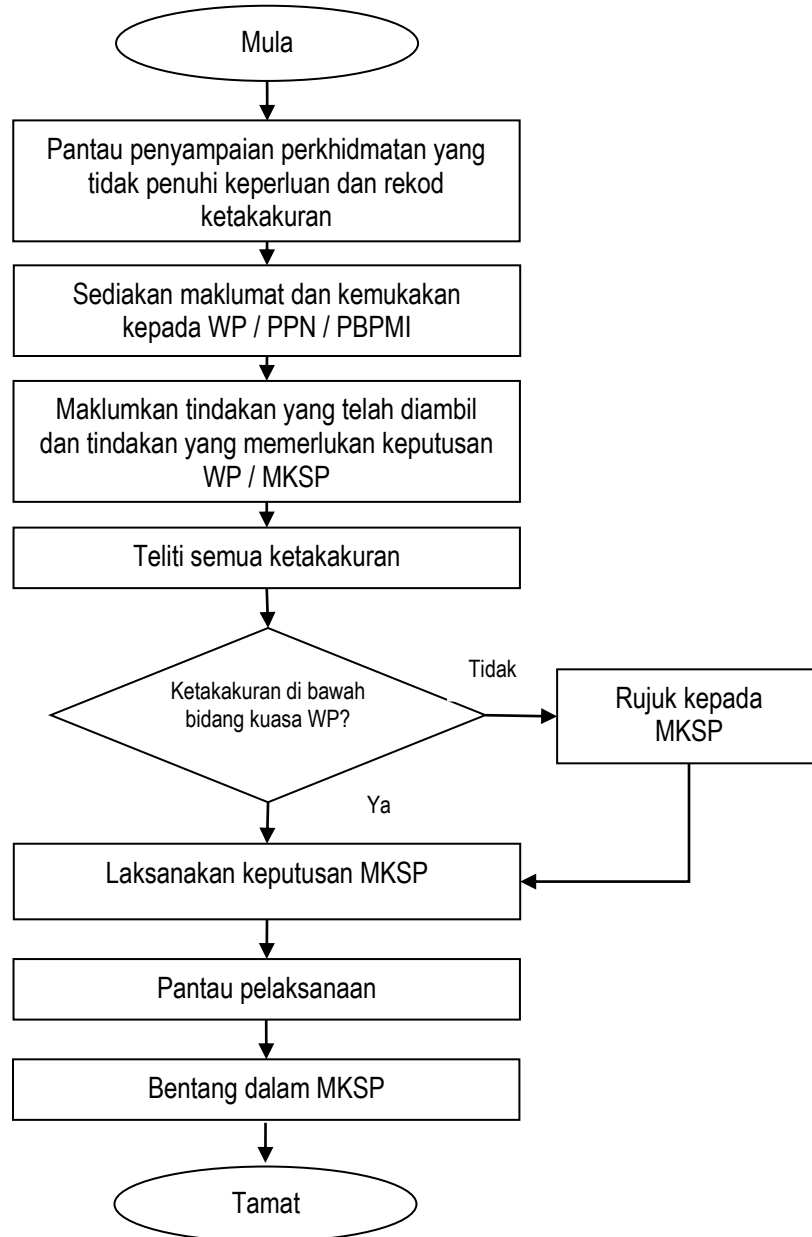 Mula
Pantau penyampaian perkhidmatan yang
tidak penuhi keperluan dan rekod
ketakakuran
Sediakan maklumat dan kemukakan
kepada WP / PPN / PBPMI
Maklumkan tindakan yang telah diambil
dan tindakan yang memerlukan keputusan
WP / MKSP
Teliti semua ketakakuran
Ketakakuran di bawah
bidang kuasa WP?
Tidak
Rujuk kepada
MKSP
Ya
Laksanakan keputusan MKSP
Pantau pelaksanaan
Bentang dalam MKSP
Tamat